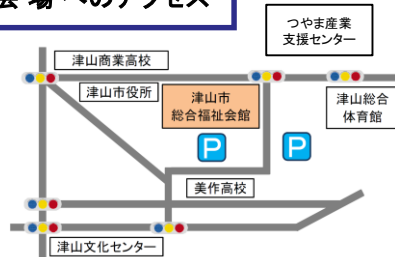 会 場 へのアクセス
つやま産業
支援センター
津山商業高校
津山市役所
津山市
総合福祉会館
津山総合
体育館
P
P
美作高校
津山文化センター